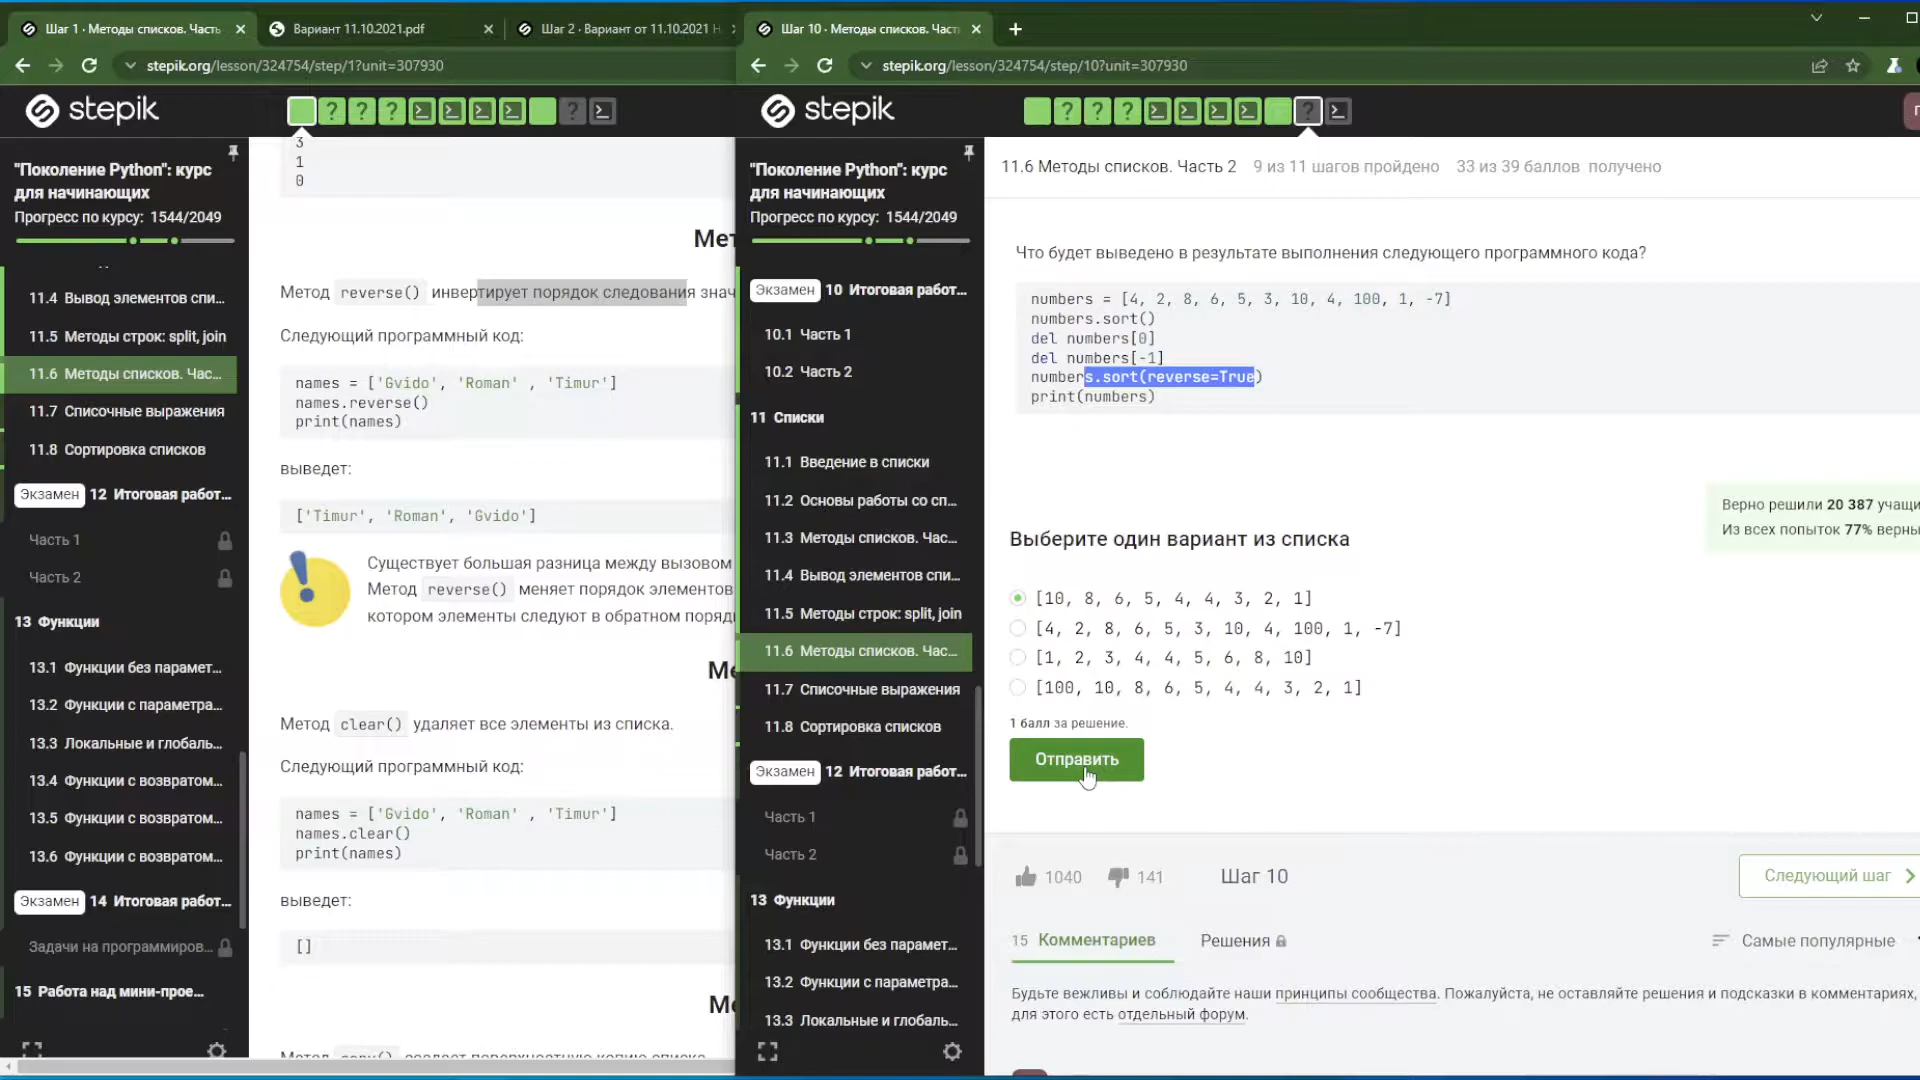 Шаг 1 · Методы списков. Часть
Вариант 11.10.2021.pdf
Шаг 2 · Вариант от 11.10.2021 Н
Шаг 10 · Методы списков. Част
stepik.org/lesson/324754/step/1?unit=307930
stepik.org/lesson/324754/step/10?unit=307930
stepik
"Поколение Python": курс
для начинающих
Прогресс по курсу: 1544/2049
11.4 Вывод элементов спи...
11.5 Методы строк: split, join
11.6 Методы списков. Час...
11.7 Списочные выражения
11.8 Сортировка списков
Экзамен 12 Итоговая работ...
Часть 1
Часть 2
13 Функции
13.1 Функции без парамет...
13.2 Функции с параметра...
13.3 Локальные и глобаль...
13.4 Функции с возвратом...
13.5 Функции с возвратом...
13.6 Функции с возвратом...
Экзамен 14 Итоговая работ...
Задачи на программиров...
15 Работа над мини-прое...
3
1
0
Мет
Метод reverse() инвертирует порядок следования знач
Следующий программный код:
names = ['Gvido', 'Roman' , 'Timur']
names.reverse()
print(names)
выведет:
['Timur', 'Roman', 'Gvido']
Существует большая разница между вызовом
Метод reverse() меняет порядок элементов
котором элементы следуют в обратном поряд
Ме
Метод clear() удаляет все элементы из списка.
Следующий программный код:
names = ['Gvido', 'Roman' , 'Timur']
names.clear()
print(names)
выведет:
[]
Ме
Метод copy() создает поверхностную копию списка
stepik
"Поколение Python": курс
для начинающих
Прогресс по курсу: 1544/2049
Экзамен 10 Итоговая работ...
10.1 Часть 1
10.2 Часть 2
11 Списки
11.1 Введение в списки
11.2 Основы работы со сп...
11.3 Методы списков. Час...
11.4 Вывод элементов спи...
11.5 Методы строк: split, join
11.6 Методы списков. Час...
11.7 Списочные выражения
11.8 Сортировка списков
Экзамен 12 Итоговая работ...
Часть 1
Часть 2
13 Функции
13.1 Функции без парамет...
13.2 Функции с параметра...
13.3 Локальные и глобаль...
11.6 Методы списков. Часть 2 9 из 11 шагов пройдено 33 из 39 баллов получено
Что будет выведено в результате выполнения следующего программного кода?
numbers = [4, 2, 8, 6, 5, 3, 10, 4, 100, 1, -7]
numbers.sort()
del numbers[0]
del numbers[-1]
numbers.sort(reverse=True)
print(numbers)
Верно решили 20 387 учащи
Из всех попыток 77% верны
Выберите один вариант из списка
[10, 8, 6, 5, 4, 4, 3, 2, 1]
[4, 2, 8, 6, 5, 3, 10, 4, 100, 1, -7]
[1, 2, 3, 4, 4, 5, 6, 8, 10]
[100, 10, 8, 6, 5, 4, 4, 3, 2, 1]
1 балл за решение.
Отправить
1040 141 Шаг 10
Следующий шаг
15 Комментариев Решения
Самые популярные
Будьте вежливы и соблюдайте наши принципы сообщества. Пожалуйста, не оставляйте решения и подсказки в комментариях,
для этого есть отдельный форум.